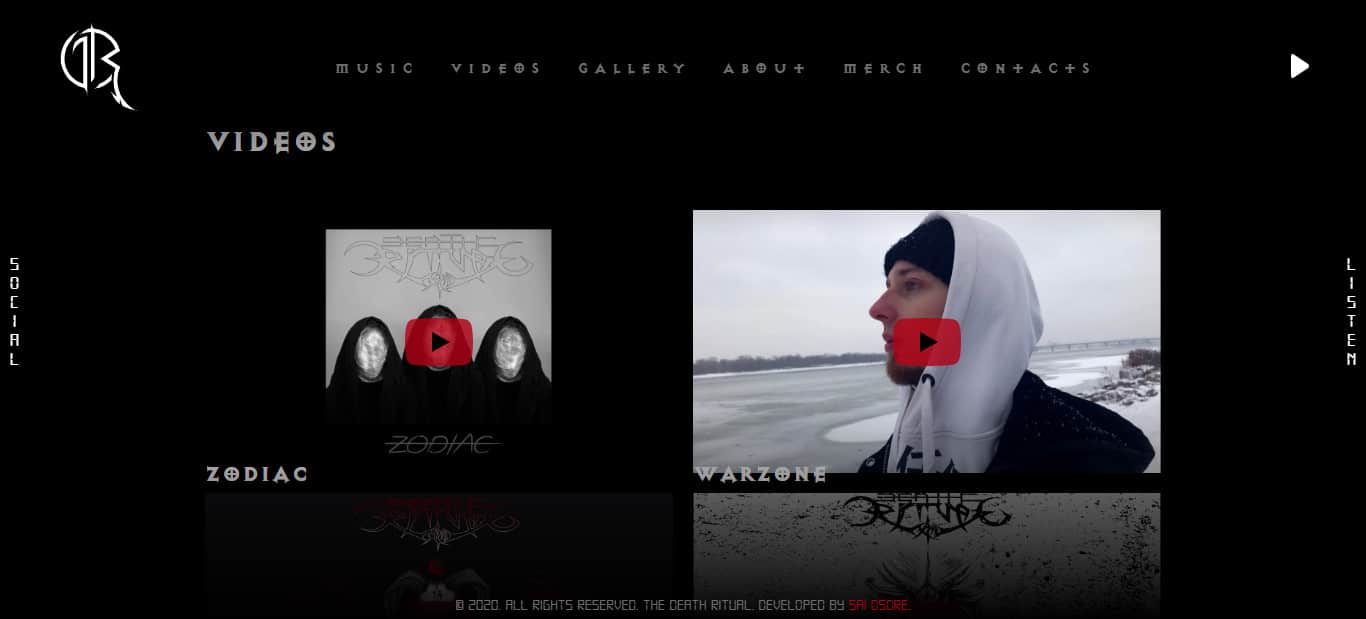 MUSIC VIDEOS GALLERY ABOUT MERCH CONTACTS
VIDEOS
SOCIAL
LISTEN
ZODIAC
ZODIAC
WARZONE
© 2020. ALL RIGHTS RESERVED. THE DEATH RITUAL. DEVELOPED BY SAI OSORE.